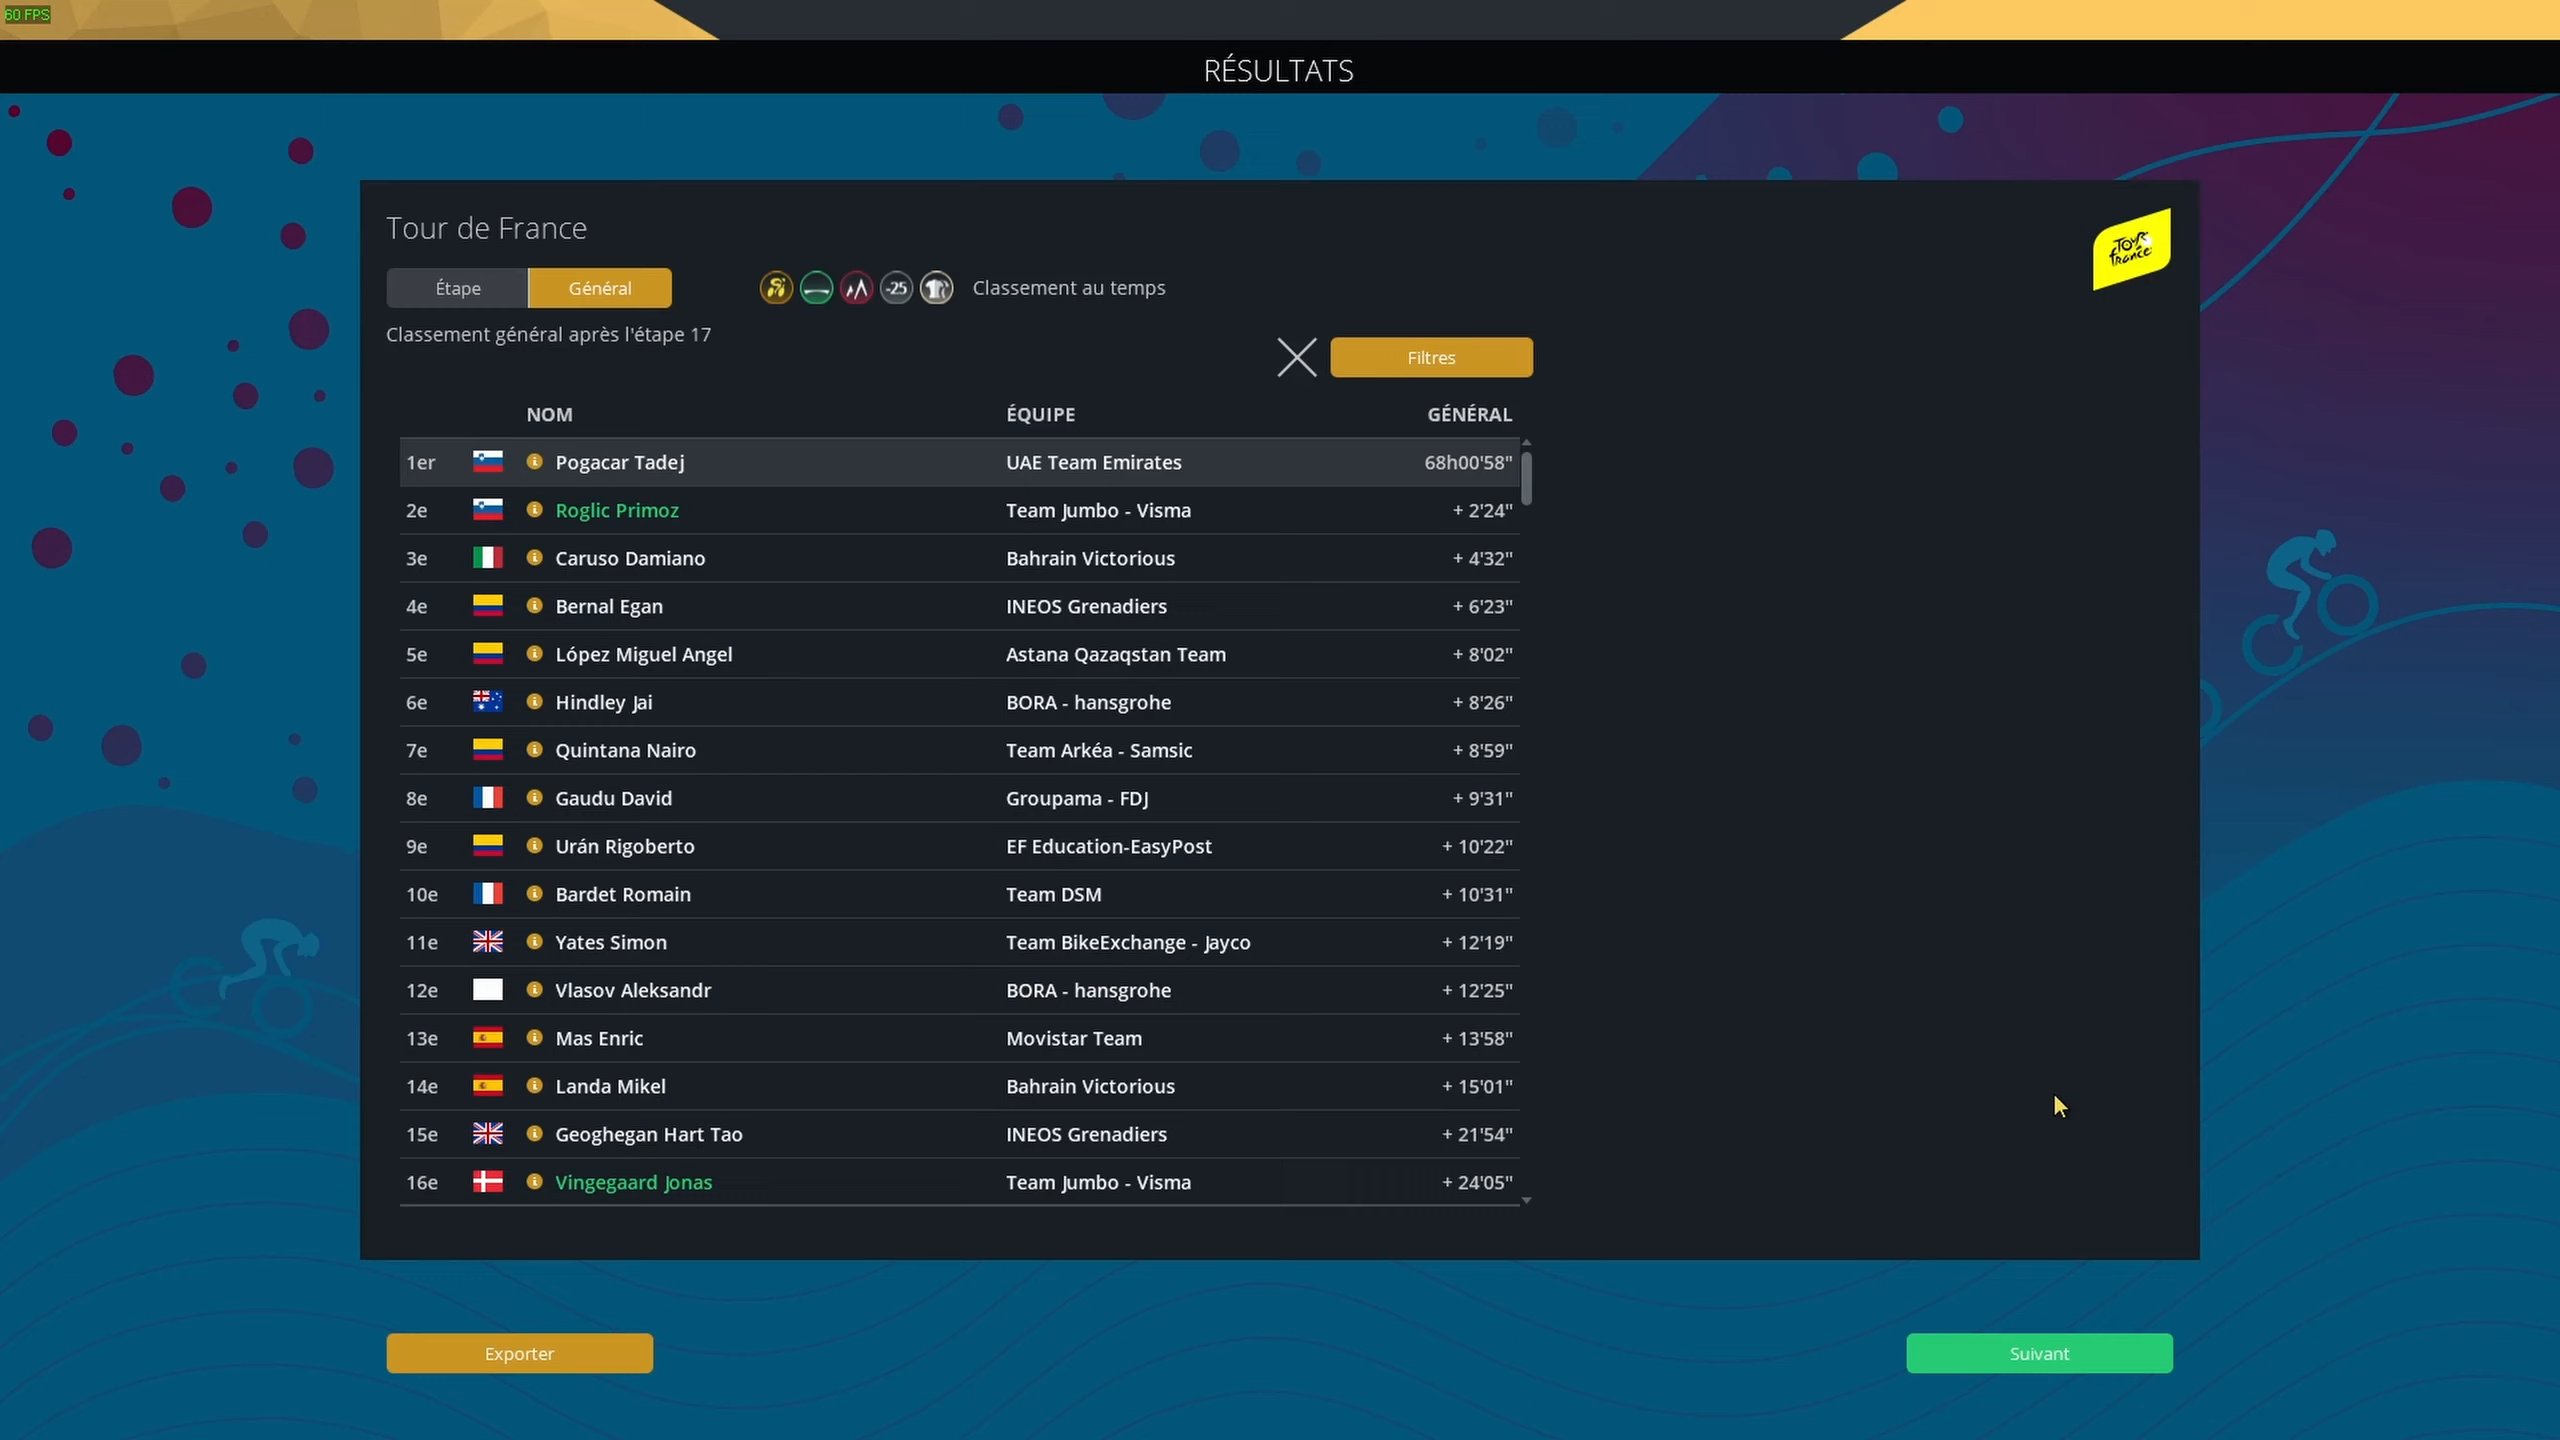 60 FPS
RÉSULTATS
Tour de France
TOUR
france
Étape
Général
-25
Classement au temps
Classement général après l'étape 17
Filtres
NOM ÉQUIPE GÉNÉRAL
1er Pogacar Tadej UAE Team Emirates 68h00'58"
2e Roglic Primoz Team Jumbo - Visma + 2'24"
3e Caruso Damiano Bahrain Victorious + 4'32"
4e Bernal Egan INEOS Grenadiers + 6'23"
5e López Miguel Angel Astana Qazaqstan Team + 8'02"
6e Hindley Jai BORA - hansgrohe + 8'26"
7e Quintana Nairo Team Arkéa - Samsic + 8'59"
8e Gaudu David Groupama - FDJ + 9'31"
9e Urán Rigoberto EF Education-EasyPost + 10'22"
10e Bardet Romain Team DSM + 10'31"
11e Yates Simon Team BikeExchange - Jayco + 12'19"
12e Vlasov Aleksandr BORA - hansgrohe + 12'25"
13e Mas Enric Movistar Team + 13'58"
14e Landa Mikel Bahrain Victorious + 15'01"
15e Geoghegan Hart Tao INEOS Grenadiers + 21'54"
16e Vingegaard Jonas Team Jumbo - Visma + 24'05"
Exporter
Suivant